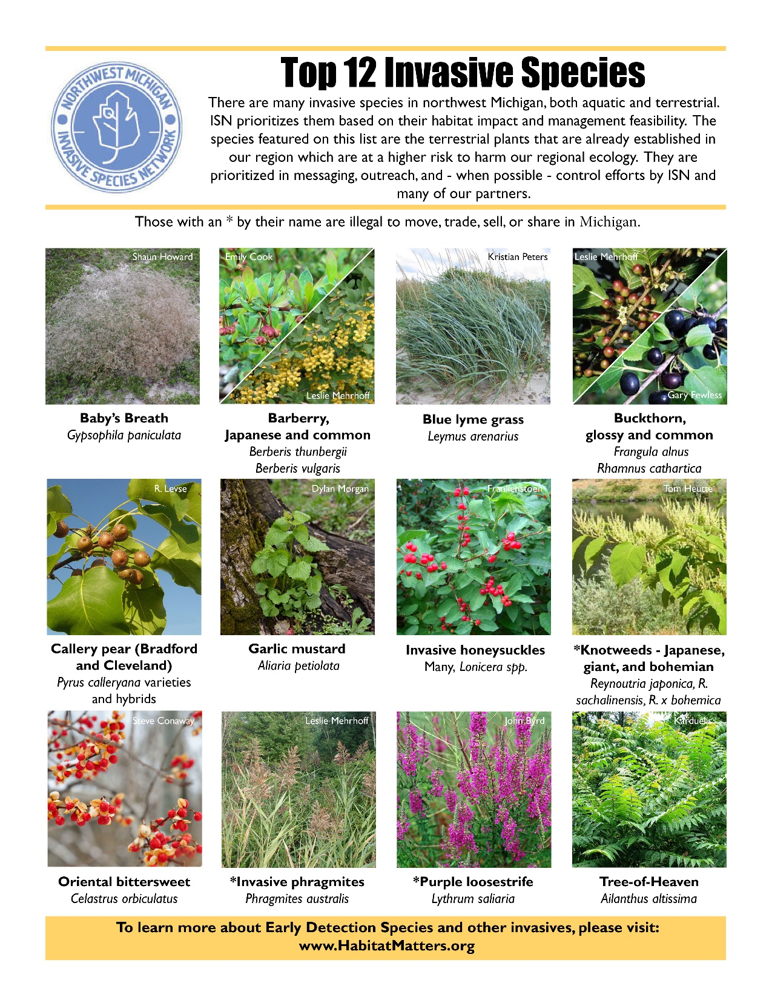 NORTHWEST MICHIGAN
INVASIVE SPECIES NETWORK
Top 12 Invasive Species
There are many invasive species in northwest Michigan, both aquatic and terrestrial.
ISN prioritizes them based on their habitat impact and management feasibility. The
species featured on this list are the terrestrial plants that are already established in
our region which are at a higher risk to harm our regional ecology. They are
prioritized in messaging, outreach, and - when possible - control efforts by ISN and
many of our partners.
Those with an * by their name are illegal to move, trade, sell, or share in Michigan.
Shaun Howard
Baby's Breath
Gypsophila paniculata
Emily Cook
Leslie Mehrhoff
Barberry,
Japanese and common
Berberis thunbergii
Berberis vulgaris
Kristian Peters
Blue lyme grass
Leymus arenarius
Leslie Mehrhoff
Gary Fewless
Buckthorn,
glossy and common
Frangula alnus
Rhamnus cathartica
R. Levse
Callery pear (Bradford
and Cleveland)
Pyrus calleryana varieties
and hybrids
Dylan Morgan
Garlic mustard
Aliaria petiolata
Frankenstoen
Invasive honeysuckles
Many, Lonicera spp.
Tom Heutte
*Knotweeds - Japanese,
giant, and bohemian
Reynoutria japonica, R.
sachalinensis, R. x bohemica
Steve Conaway
Oriental bittersweet
Celastrus orbiculatus
Leslie Mehrhoff
*Invasive phragmites
Phragmites australis
John Byrd
*Purple loosestrife
Lythrum saliaria
Karduelis
Tree-of-Heaven
Ailanthus altissima
To learn more about Early Detection Species and other invasives, please visit:
www.HabitatMatters.org